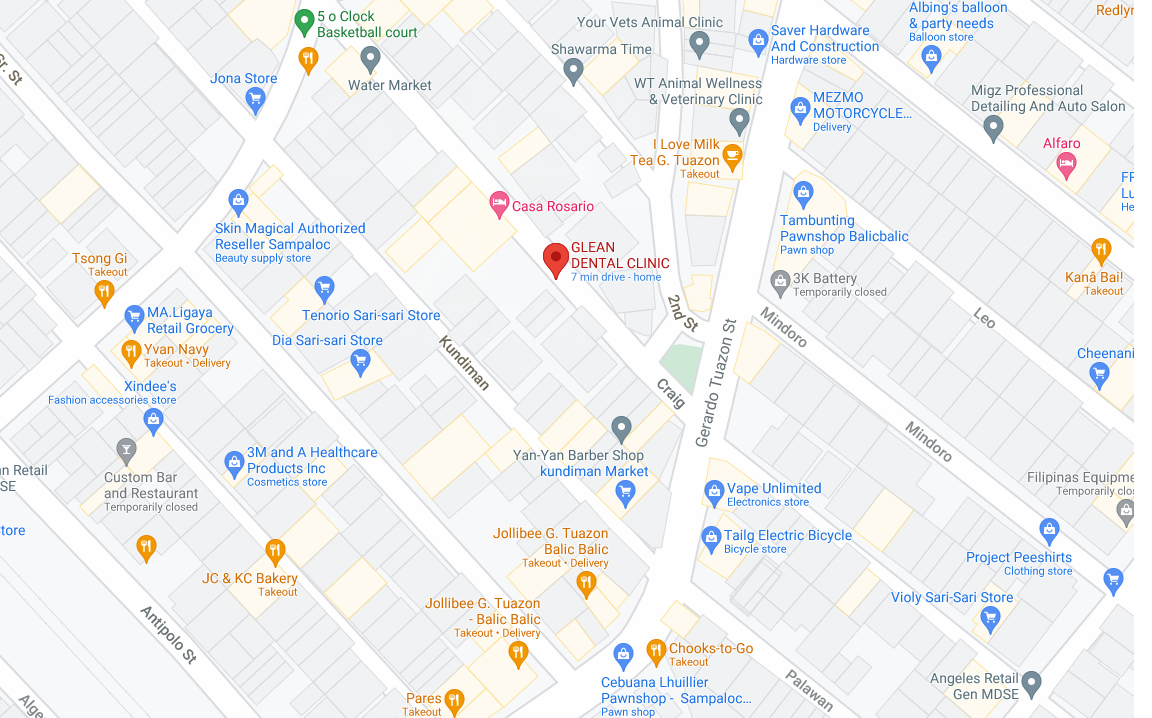 5 o Clock
Basketball court
Your Vets Animal Clinic
Saver Hardware
And Construction
Hardware store
Albing's balloon
& party needs
Balloon store
Redlyn
Gr. St
Jona Store
Water Market
Shawarma Time
WT Animal Wellness
& Veterinary Clinic
MEZMO
MOTORCYCLE...
Delivery
Migz Professional
Detailing And Auto Salon
I Love Milk
Tea G. Tuazon
Takeout
Alfaro
FR
Lu
He
Casa Rosario
Skin Magical Authorized
Reseller Sampaloc
Beauty supply store
Tambunting
Pawnshop Balicbalic
Pawn shop
GLEAN
DENTAL CLINIC
7 min drive - home
Tsong Gi
Takeout
3K Battery
Temporarily closed
Kanâ Bai!
Takeout
MA.Ligaya
Retail Grocery
Tenorio Sari-sari Store
2nd St
Mindoro
Leo
Yvan Navy
Takeout • Delivery
Dia Sari-sari Store
Kundiman
Gerardo Tuazon St
Cheenani
Xindee's
Fashion accessories store
Craig
Mindoro
3M and A Healthcare
Products Inc
Cosmetics store
Yan-Yan Barber Shop
kundiman Market
an Retail
SE
Custom Bar
and Restaurant
Temporarily closed
Vape Unlimited
Electronics store
Filipinas Equipme
Temporarily clos
tore
Jollibee G. Tuazon
Balic Balic
Takeout • Delivery
Tailg Electric Bicycle
Bicycle store
Project Peeshirts
Clothing store
JC & KC Bakery
Takeout
Jollibee G. Tuazon
- Balic Balic
Takeout • Delivery
Violy Sari-Sari Store
Antipolo St
Chooks-to-Go
Takeout
Cebuana Lhuillier
Pawnshop - Sampaloc...
Pawn shop
Palawan
Angeles Retail
Gen MDSE
Pares
Takeout
Alge